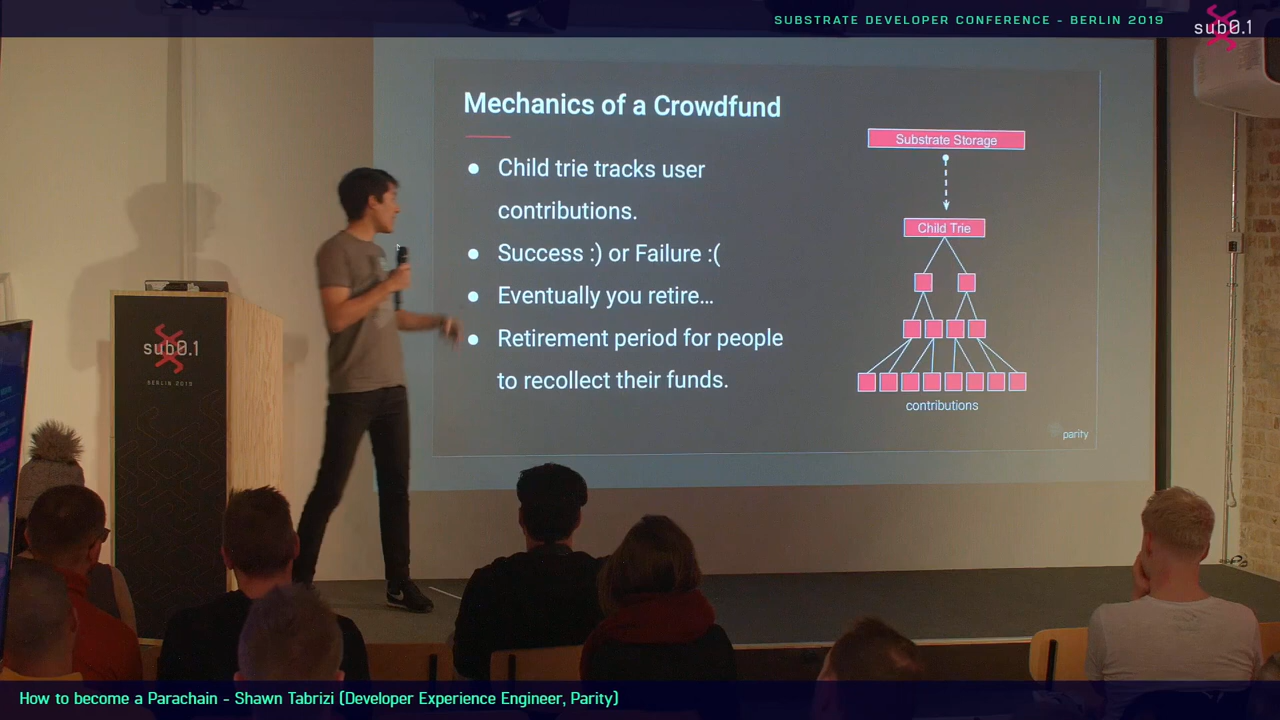 SUBSTRATE DEVELOPER CONFERENCE - BERLIN 2019
sub0.1
Mechanics of a Crowdfund
● Child trie tracks user
contributions.
● Success :) or Failure :(
● Eventually you retire...
● Retirement period for people
to recollect their funds.
Substrate Storage
Child Trie
contributions
parity
sub0.1
BERLIN 2019
How to become a Parachain - Shawn Tabrizi (Developer Experience Engineer, Parity)